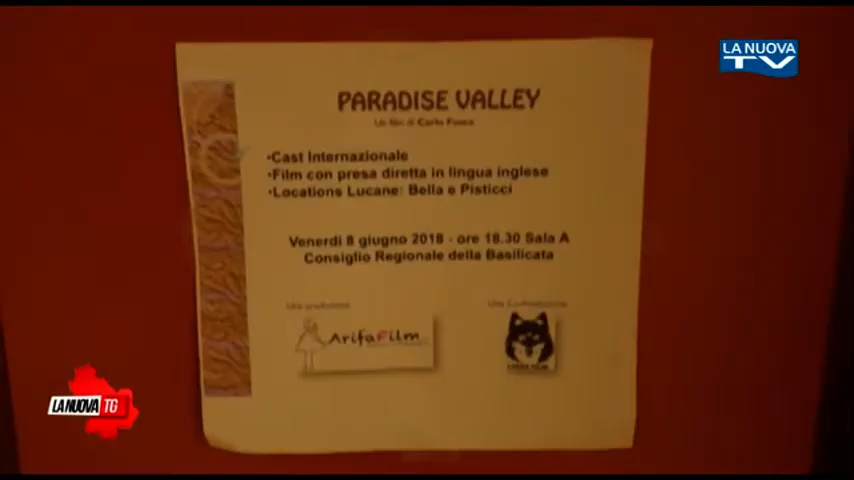 LA NUOVA
TV
PARADISE VALLEY
Un film di Carlo Fusco
•Cast Internazionale
•Film con presa diretta in lingua inglese
•Locations Lucane: Bella e Pisticci
Venerdì 8 giugno 2018 - ore 18.30 Sala A
Consiglio Regionale della Basilicata
Una produzione
Una Co-Produzione
ArifaFilm
LA NUOVA TG